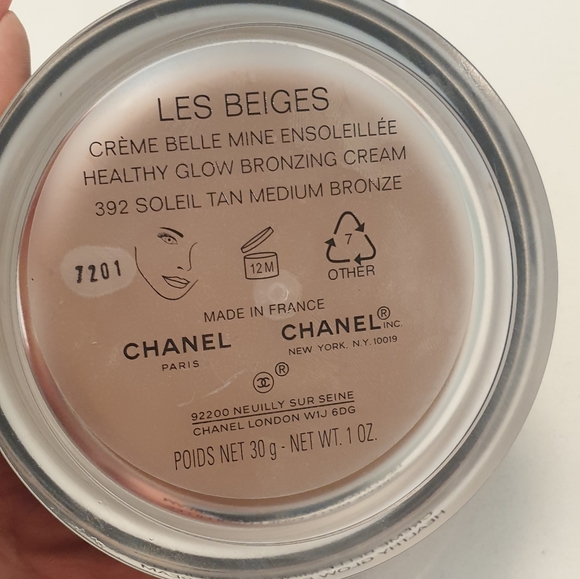 LES BEIGES
CRÈME BELLE MINE ENSOLEILLÉE
HEALTHY GLOW BRONZING CREAM
392 SOLEIL TAN MEDIUM BRONZE
7201
12 M
7
OTHER
MADE IN FRANCE
CHANEL
PARIS
CHANEL® INC.
NEW YORK, N.Y. 10019
®
92200 NEUILLY SUR SEINE
CHANEL LONDON W1J 6DG
POIDS NET 30 g - NET WT. 1 OZ.